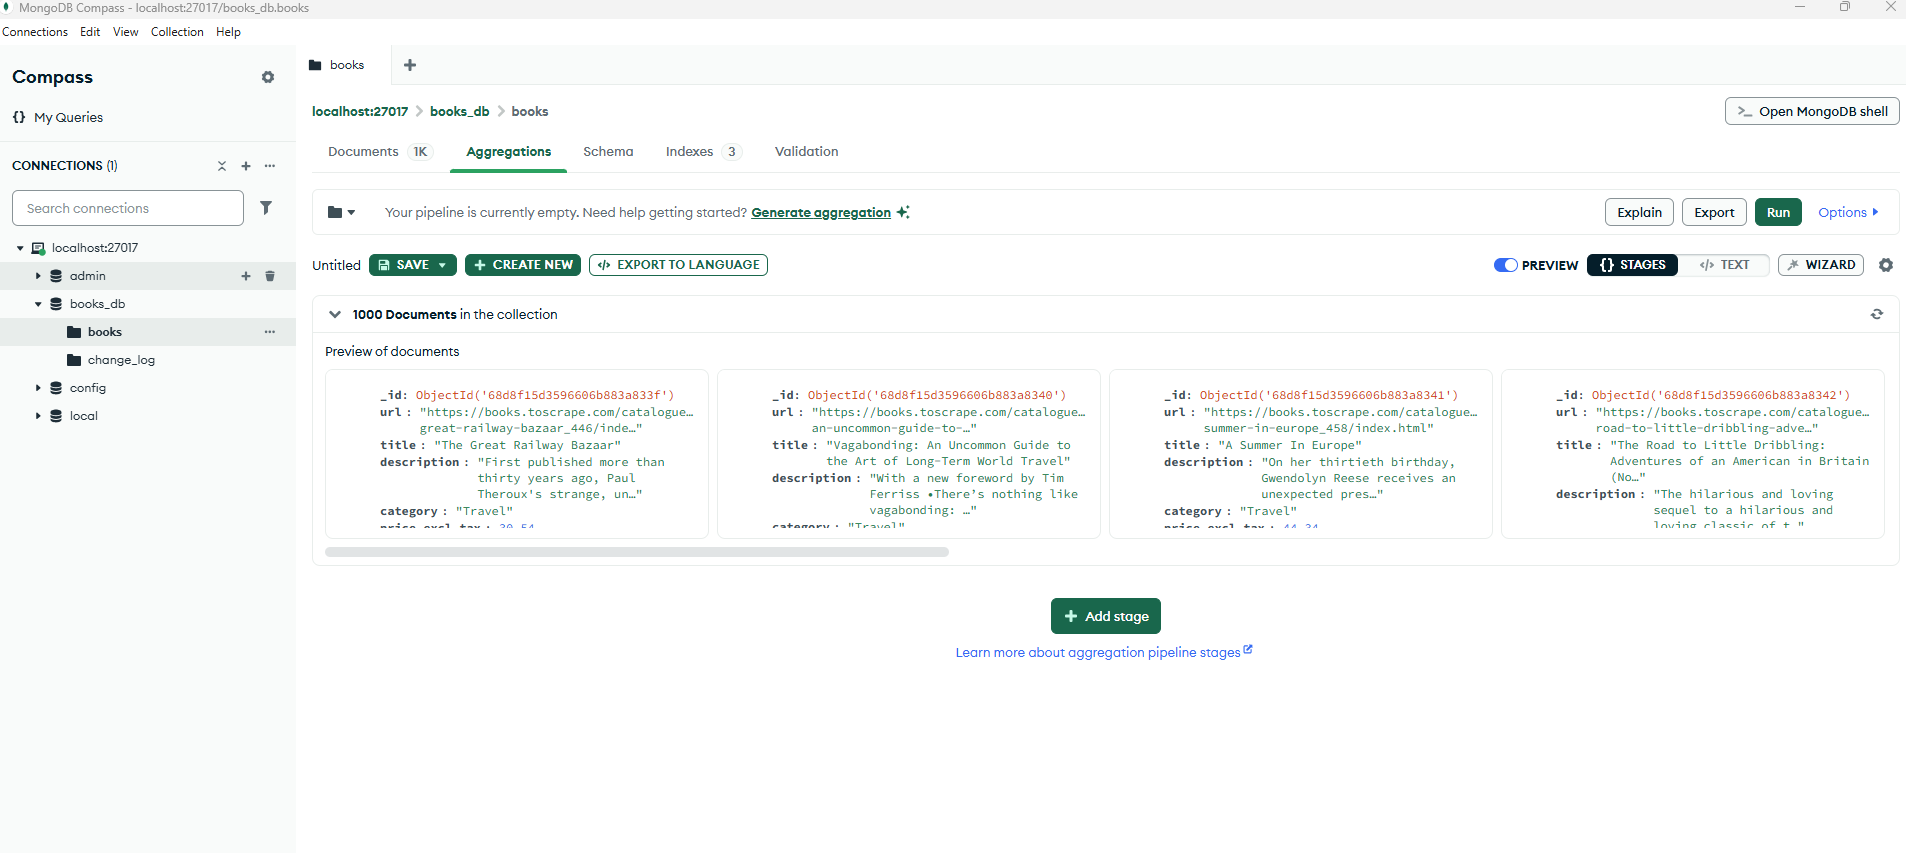 MongoDB Compass - localhost:27017/books_db.books
Connections Edit View Collection Help
Compass
{} My Queries
CONNECTIONS (1)
Search connections
localhost:27017
admin
books_db
books
change_log
config
local
books
localhost:27017 > books_db > books
>_ Open MongoDB shell
Documents 1K Aggregations Schema Indexes 3 Validation
Your pipeline is currently empty. Need help getting started? Generate aggregation
Explain Export Run Options
Untitled SAVE + CREATE NEW </> EXPORT TO LANGUAGE
PREVIEW {} STAGES </> TEXT WIZARD
1000 Documents in the collection
Preview of documents
_id: ObjectId('68d8f15d3596606b883a833f')
url : "https://books.toscrape.com/catalogue…
great-railway-bazaar_446/inde…"
title : "The Great Railway Bazaar"
description : "First published more than
thirty years ago, Paul
Theroux's strange, un…"
category : "Travel"
price_excl_tax : 30.54
_id: ObjectId('68d8f15d3596606b883a8340')
url : "https://books.toscrape.com/catalogue…
an-uncommon-guide-to-…"
title : "Vagabonding: An Uncommon Guide to
the Art of Long-Term World Travel"
description : "With a new foreword by Tim
Ferriss •There’s nothing like
vagabonding: …"
category : "Travel"
_id: ObjectId('68d8f15d3596606b883a8341')
url : "https://books.toscrape.com/catalogue…
summer-in-europe_458/index.html"
title : "A Summer In Europe"
description : "On her thirtieth birthday,
Gwendolyn Reese receives an
unexpected pres…"
category : "Travel"
price_excl_tax : 44.34
_id: ObjectId('68d8f15d3596606b883a8342')
url : "https://books.toscrape.com/catalogue…
road-to-little-dribbling-adve…"
title : "The Road to Little Dribbling:
Adventures of an American in Britain
(No…"
description : "The hilarious and loving
sequel to a hilarious and
loving classic of t…"
+ Add stage
Learn more about aggregation pipeline stages